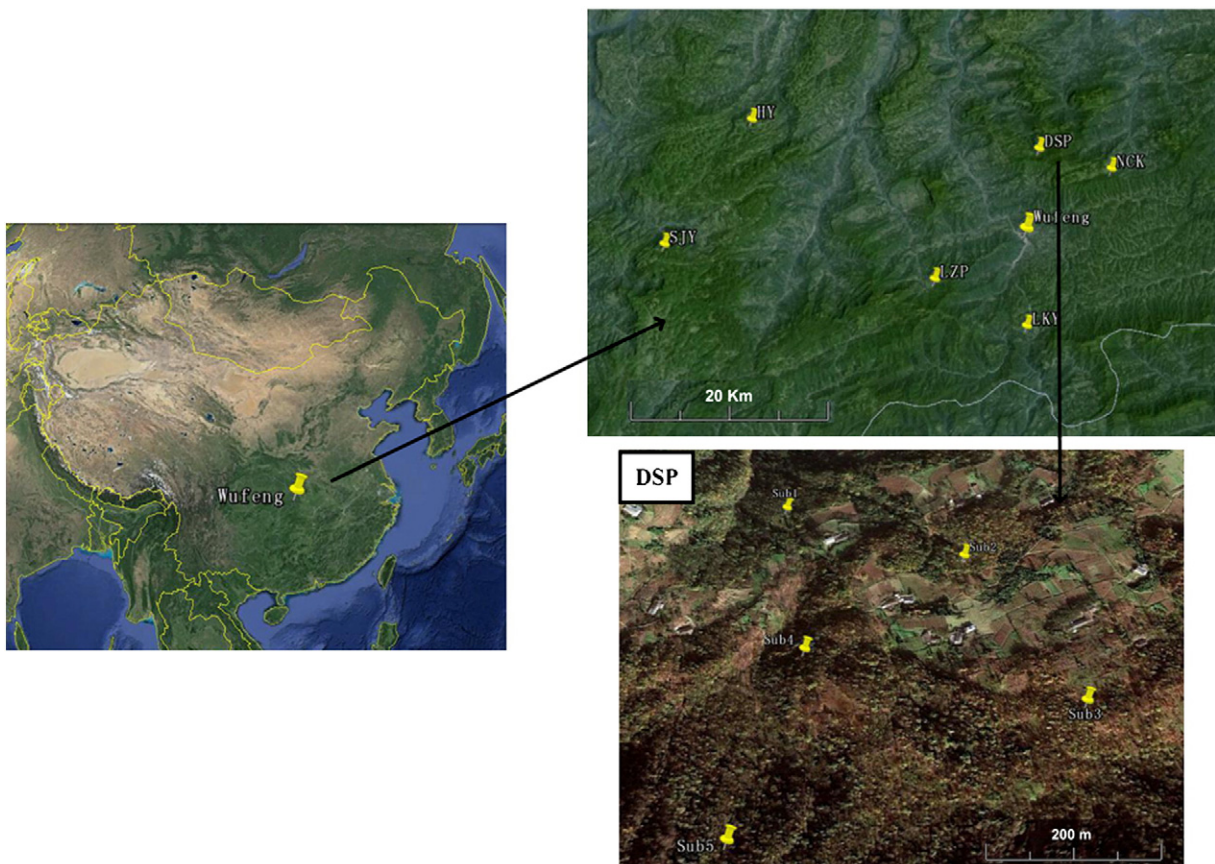 Wufeng
HY
DSP
NCK
Wufeng
SJY
LZP
LKY
20 Km
DSP
Sub1
Sub2
Sub4
Sub3
Sub5
200 m